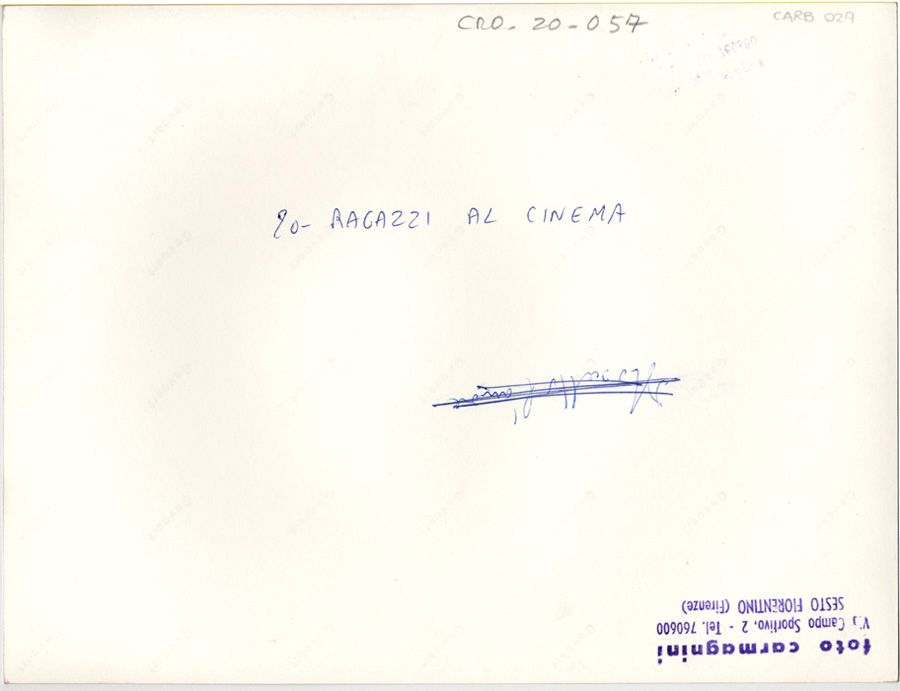 CRO-20-057
CARB 027
20- RAGAZZI AL CINEMA
foto carmagnini
Via Campo Sportivo, 2 - Tel. 760600
SESTO FIORENTINO (Firenze)